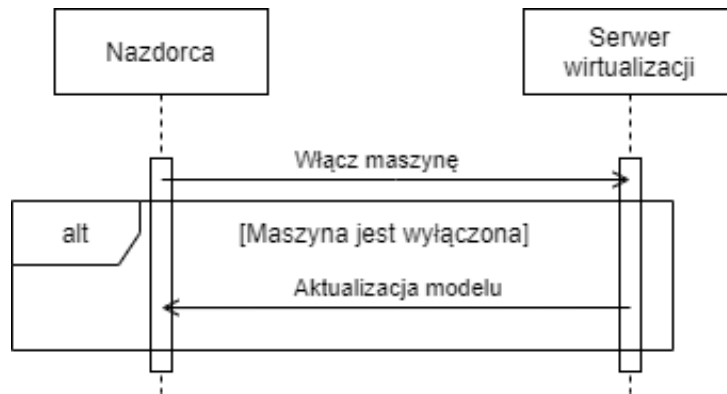 Nazdorca
Serwer
wirtualizacji
Włącz maszynę
alt
[Maszyna jest wyłączona]
Aktualizacja modelu